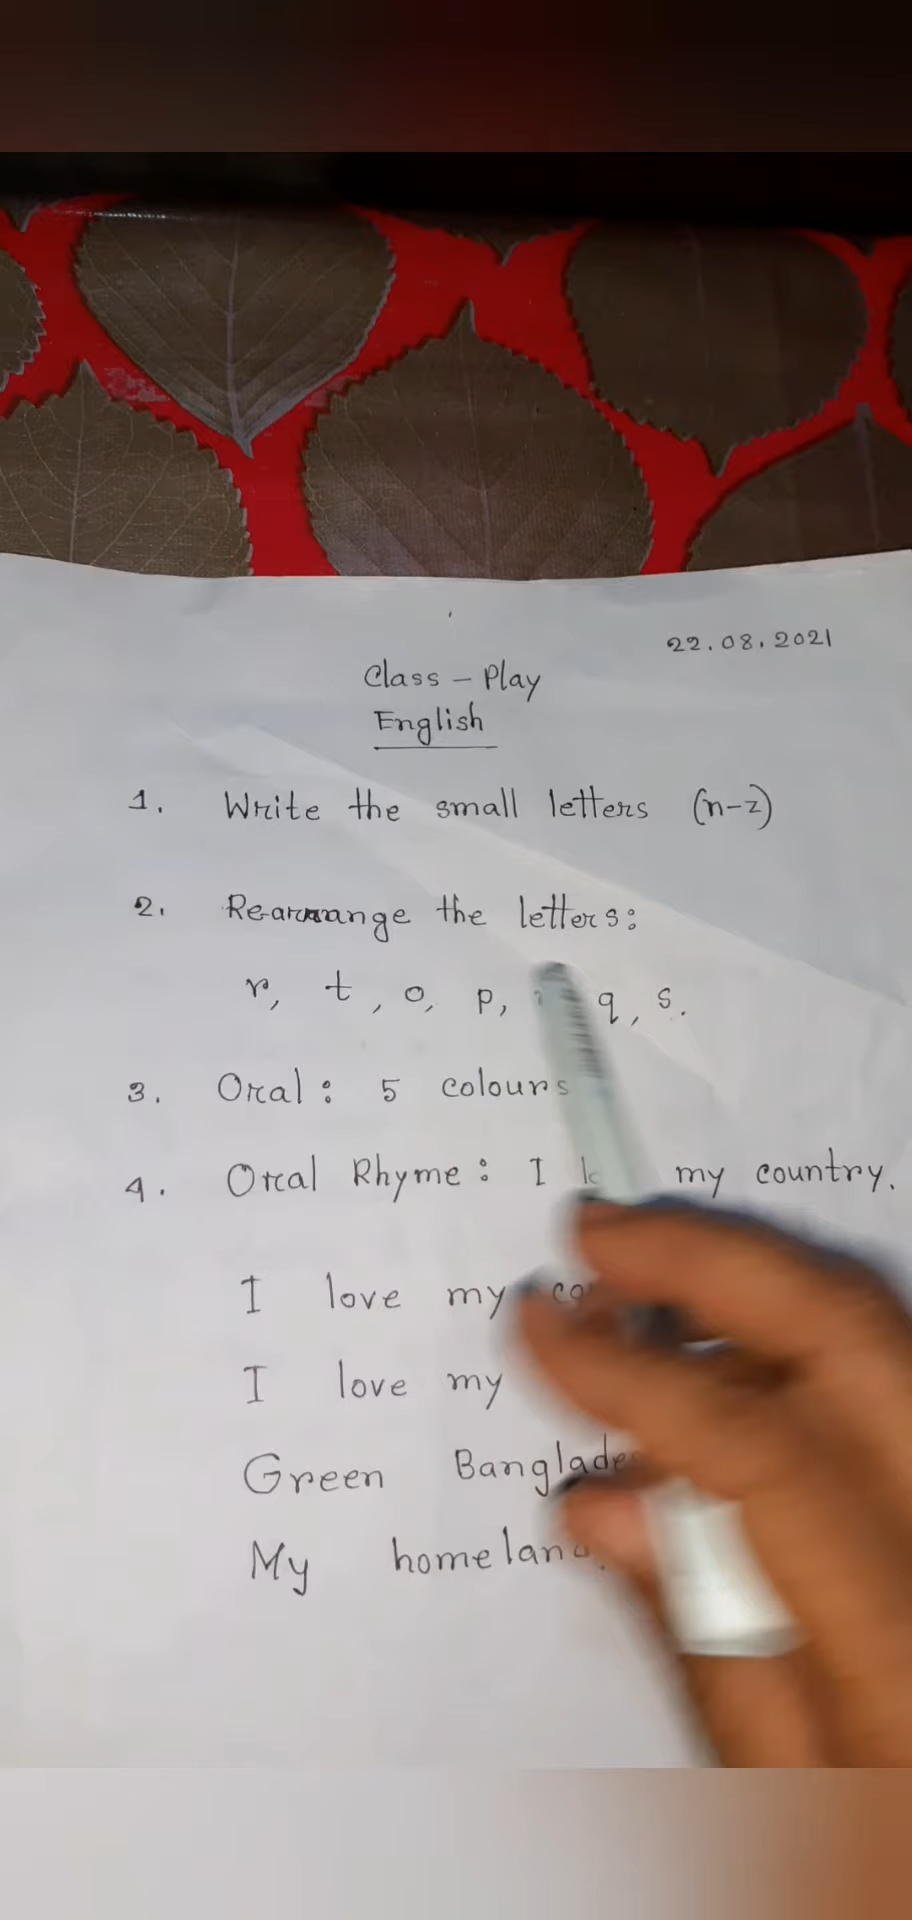 22.08.2021
Class - Play
English
1. Write the small letters (n-z)
2. Rearrange the letters:
r, t, o, p, q, s.
3. Oral: 5 colours
4. Oral Rhyme: I my country.
I love my
I love my
Green
My homeland.